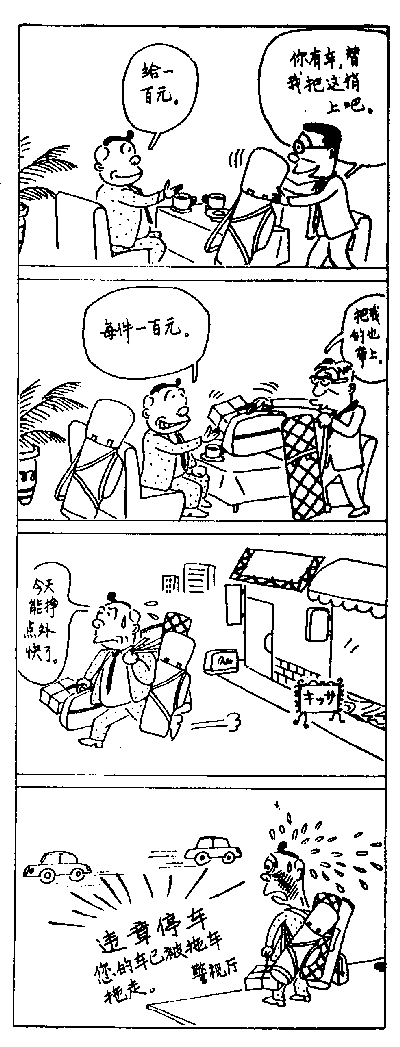 给一
百元。
你有车，替
我把这捎
上吧。
每件一百元。
把我
的也
带上。
今天
能挣
点外
快了。
キッサ
违章停车
您的车已被拖车
拖走。
警视厅